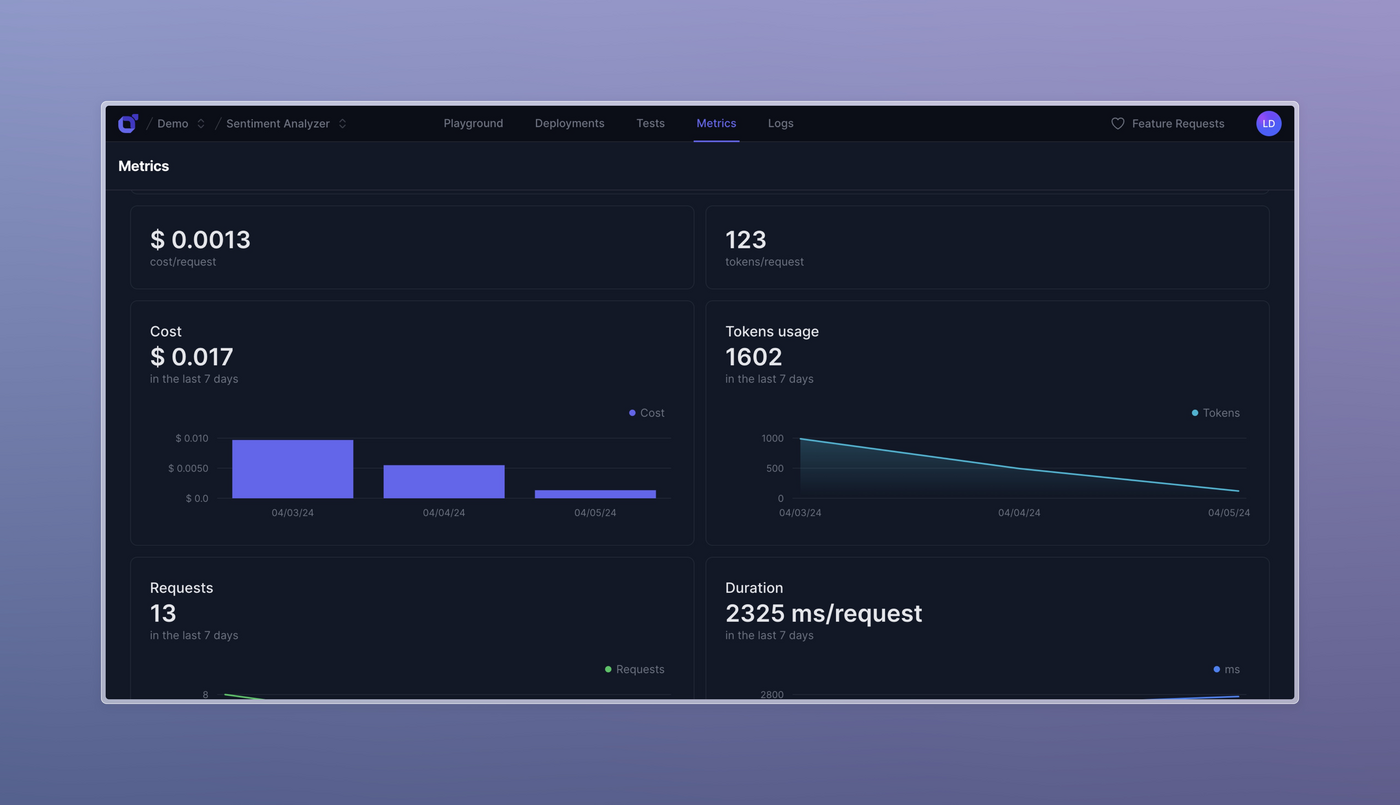 / Demo / Sentiment Analyzer Playground Deployments Tests Metrics Logs Feature Requests LD
Metrics
$ 0.0013
cost/request
123
tokens/request
Cost
$ 0.017
in the last 7 days
Cost
$ 0.010
$ 0.0050
$ 0.0
04/03/24 04/04/24 04/05/24
Tokens usage
1602
in the last 7 days
Tokens
1000
500
0
04/03/24 04/04/24 04/05/24
Requests
13
in the last 7 days
Requests
8
Duration
2325 ms/request
in the last 7 days
ms
2800